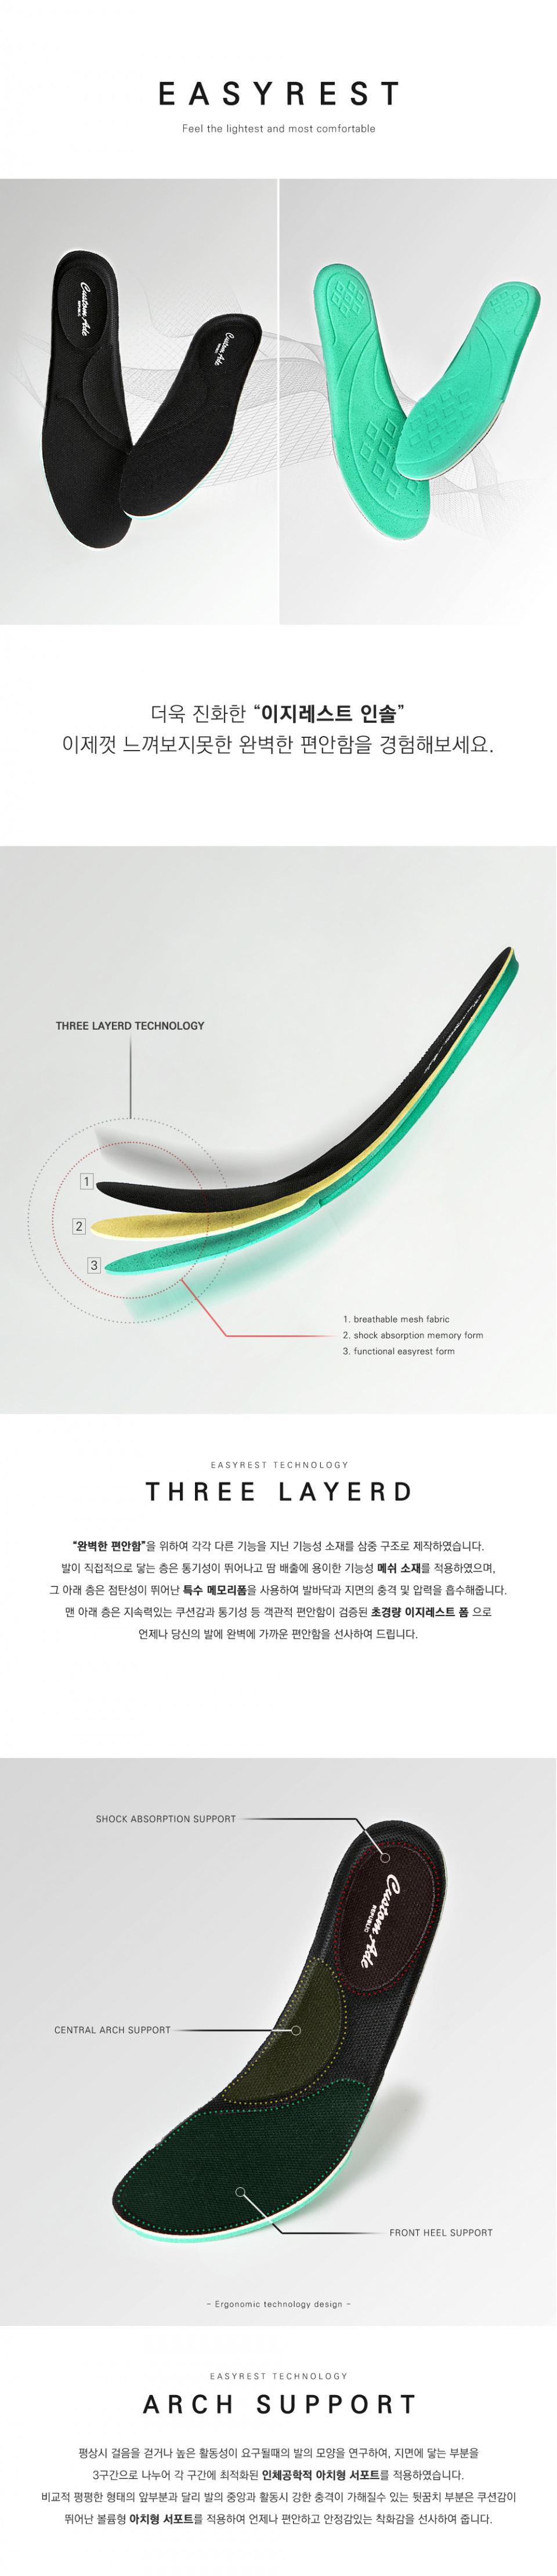 EASYREST
Feel the lightest and most comfortable
Custom Ade
REPUBLIC
Custom Ade
더욱 진화한 “이지레스트 인솔”
이제껏 느껴보지못한 완벽한 편안함을 경험해보세요.
THREE LAYERD TECHNOLOGY
1
2
3
1. breathable mesh fabric
2. shock absorption memory form
3. functional easyrest form
EASYREST TECHNOLOGY
THREE LAYERD
“완벽한 편안함”을 위하여 각각 다른 기능을 지닌 기능성 소재를 삼중 구조로 제작하였습니다.
발이 직접적으로 닿는 층은 통기성이 뛰어나고 땀 배출에 용이한 기능성 메쉬 소재를 적용하였으며,
그 아래 층은 점탄성이 뛰어난 특수 메모리폼을 사용하여 발바닥과 지면의 충격 및 압력을 흡수해줍니다.
맨 아래 층은 지속력있는 쿠션감과 통기성 등 객관적 편안함이 검증된 초경량 이지레스트 폼 으로
언제나 당신의 발에 완벽에 가까운 편안함을 선사하여 드립니다.
SHOCK ABSORPTION SUPPORT
Custom Ade
REPUBLIC
CENTRAL ARCH SUPPORT
FRONT HEEL SUPPORT
- Ergonomic technology design -
EASYREST TECHNOLOGY
ARCH SUPPORT
평상시 걸음을 걷거나 높은 활동성이 요구될때의 발의 모양을 연구하여, 지면에 닿는 부분을
3구간으로 나누어 각 구간에 최적화된 인체공학적 아치형 서포트를 적용하였습니다.
비교적 평평한 형태의 앞부분과 달리 발의 중앙과 활동시 강한 충격이 가해질수 있는 뒷꿈치 부분은 쿠션감이
뛰어난 볼륨형 아치형 서포트를 적용하여 언제나 편안하고 안정감있는 착화감을 선사하여 줍니다.